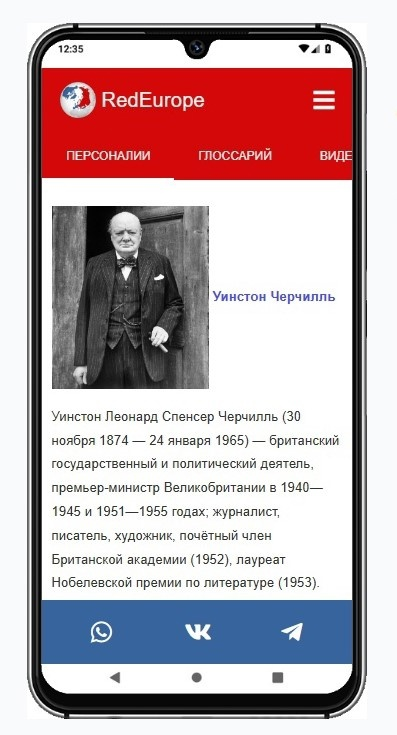 12:35
RedEurope
ПЕРСОНАЛИИ ГЛОССАРИЙ ВИДЕ
Уинстон Черчилль
Уинстон Леонард Спенсер Черчилль (30
ноября 1874 — 24 января 1965) — британский
государственный и политический деятель,
премьер-министр Великобритании в 1940—
1945 и 1951—1955 годах; журналист,
писатель, художник, почётный член
Британской академии (1952), лауреат
Нобелевской премии по литературе (1953).